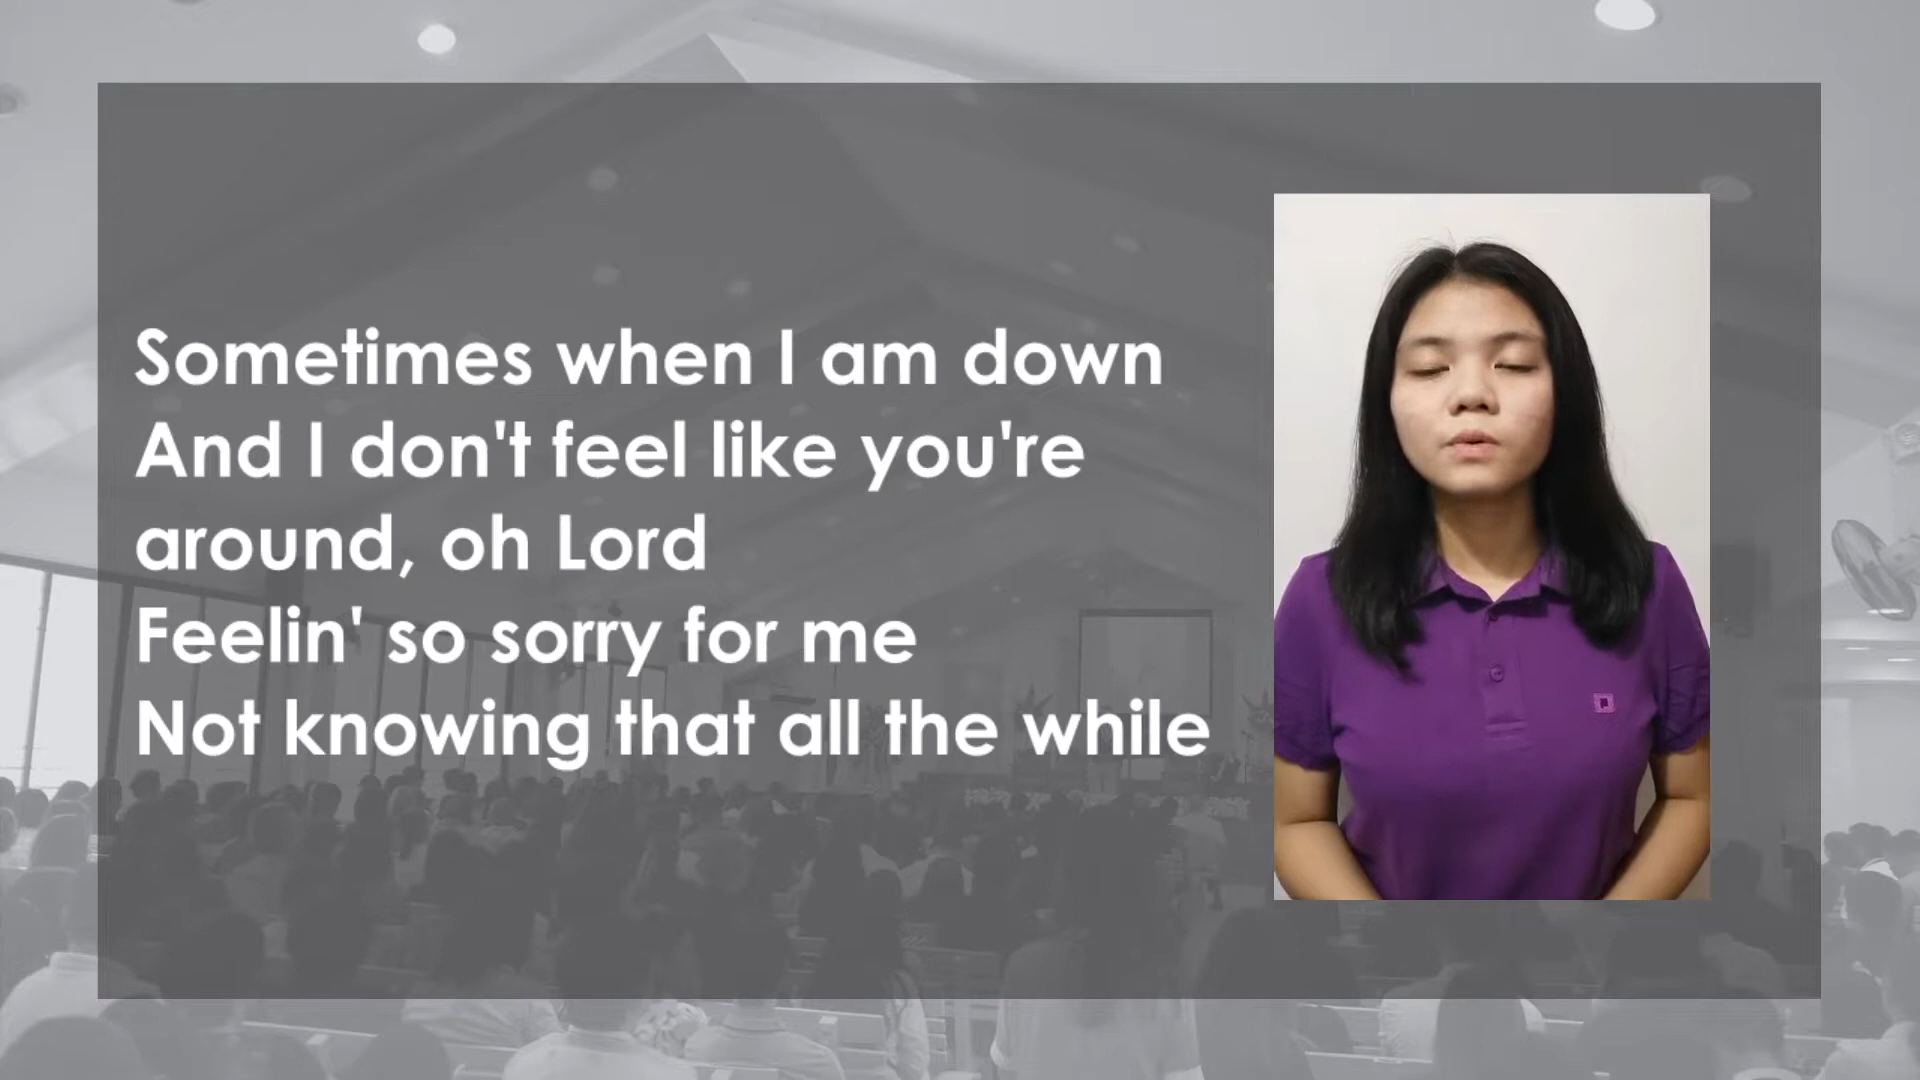 Sometimes when I am down
And I don't feel like you're
around, oh Lord
Feelin' so sorry for me
Not knowing that all the while